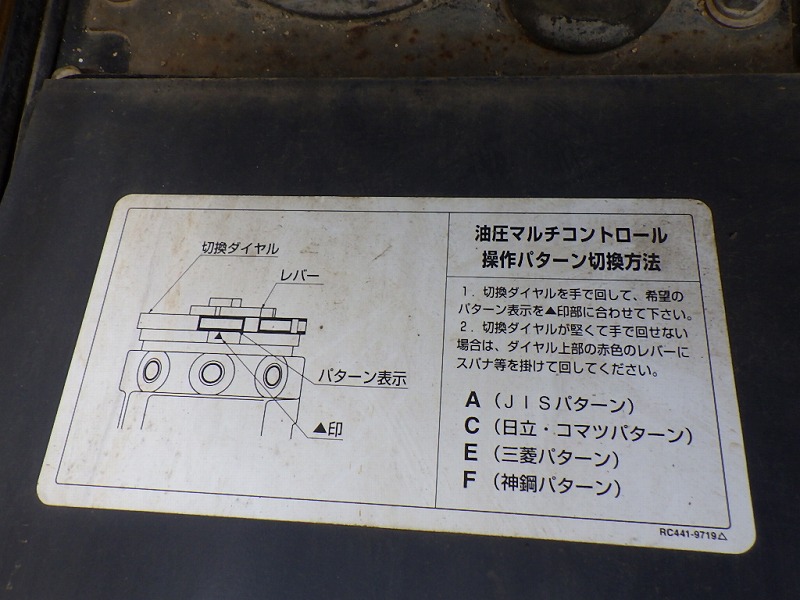 切換ダイヤル
レバー
パターン表示
▲印
油圧マルチコントロール
操作パターン切換方法
1．切換ダイヤルを手で回して、希望の
パターン表示を▲印部に合わせて下さい。
2．切換ダイヤルが堅くて手で回せない
場合は、ダイヤル上部の赤色のレバーに
スパナ等を掛けて回してください。
A（JISパターン）
C（日立・コマツパターン）
E（三菱パターン）
F（神鋼パターン）
RC441-9719△